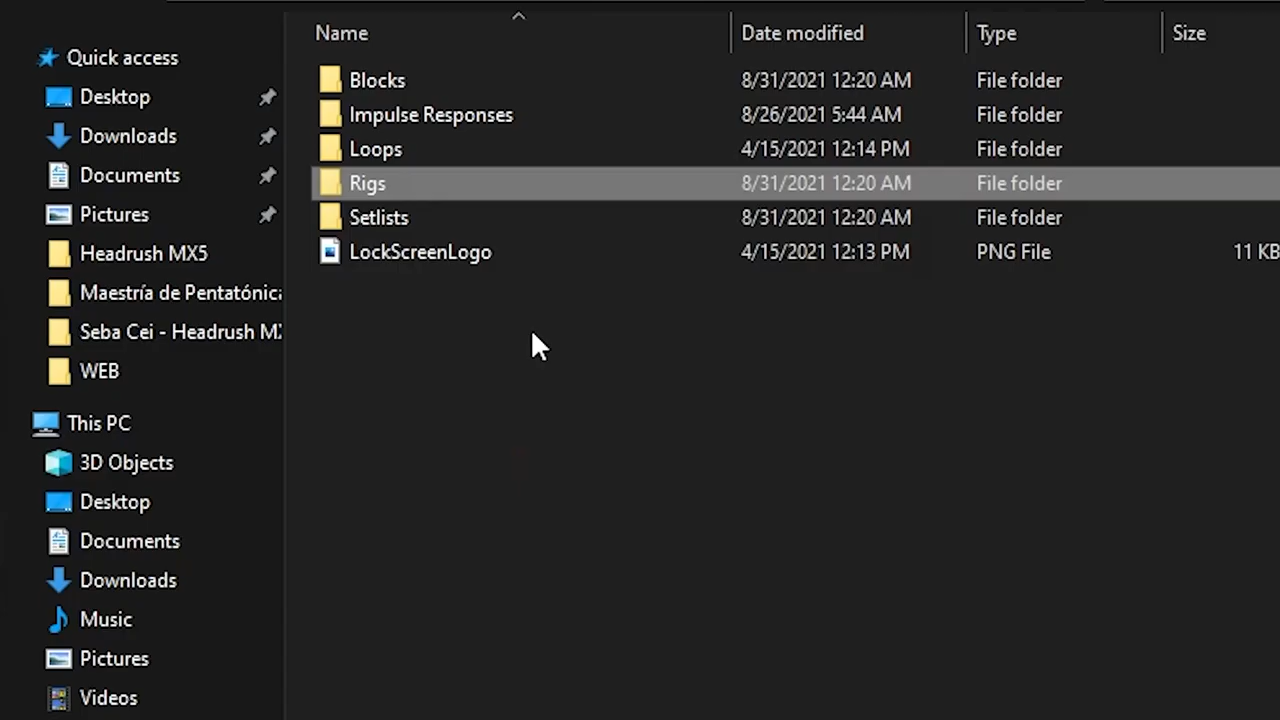 Name Date modified Type Size
Quick access
Desktop
Downloads
Documents
Pictures
Headrush MX5
Maestría de Pentatónica
Seba Cei - Headrush MX
WEB
This PC
3D Objects
Desktop
Documents
Downloads
Music
Pictures
Videos
Blocks 8/31/2021 12:20 AM File folder
Impulse Responses 8/26/2021 5:44 AM File folder
Loops 4/15/2021 12:14 PM File folder
Rigs 8/31/2021 12:20 AM File folder
Setlists 8/31/2021 12:20 AM File folder
LockScreenLogo 4/15/2021 12:13 PM PNG File 11 KB